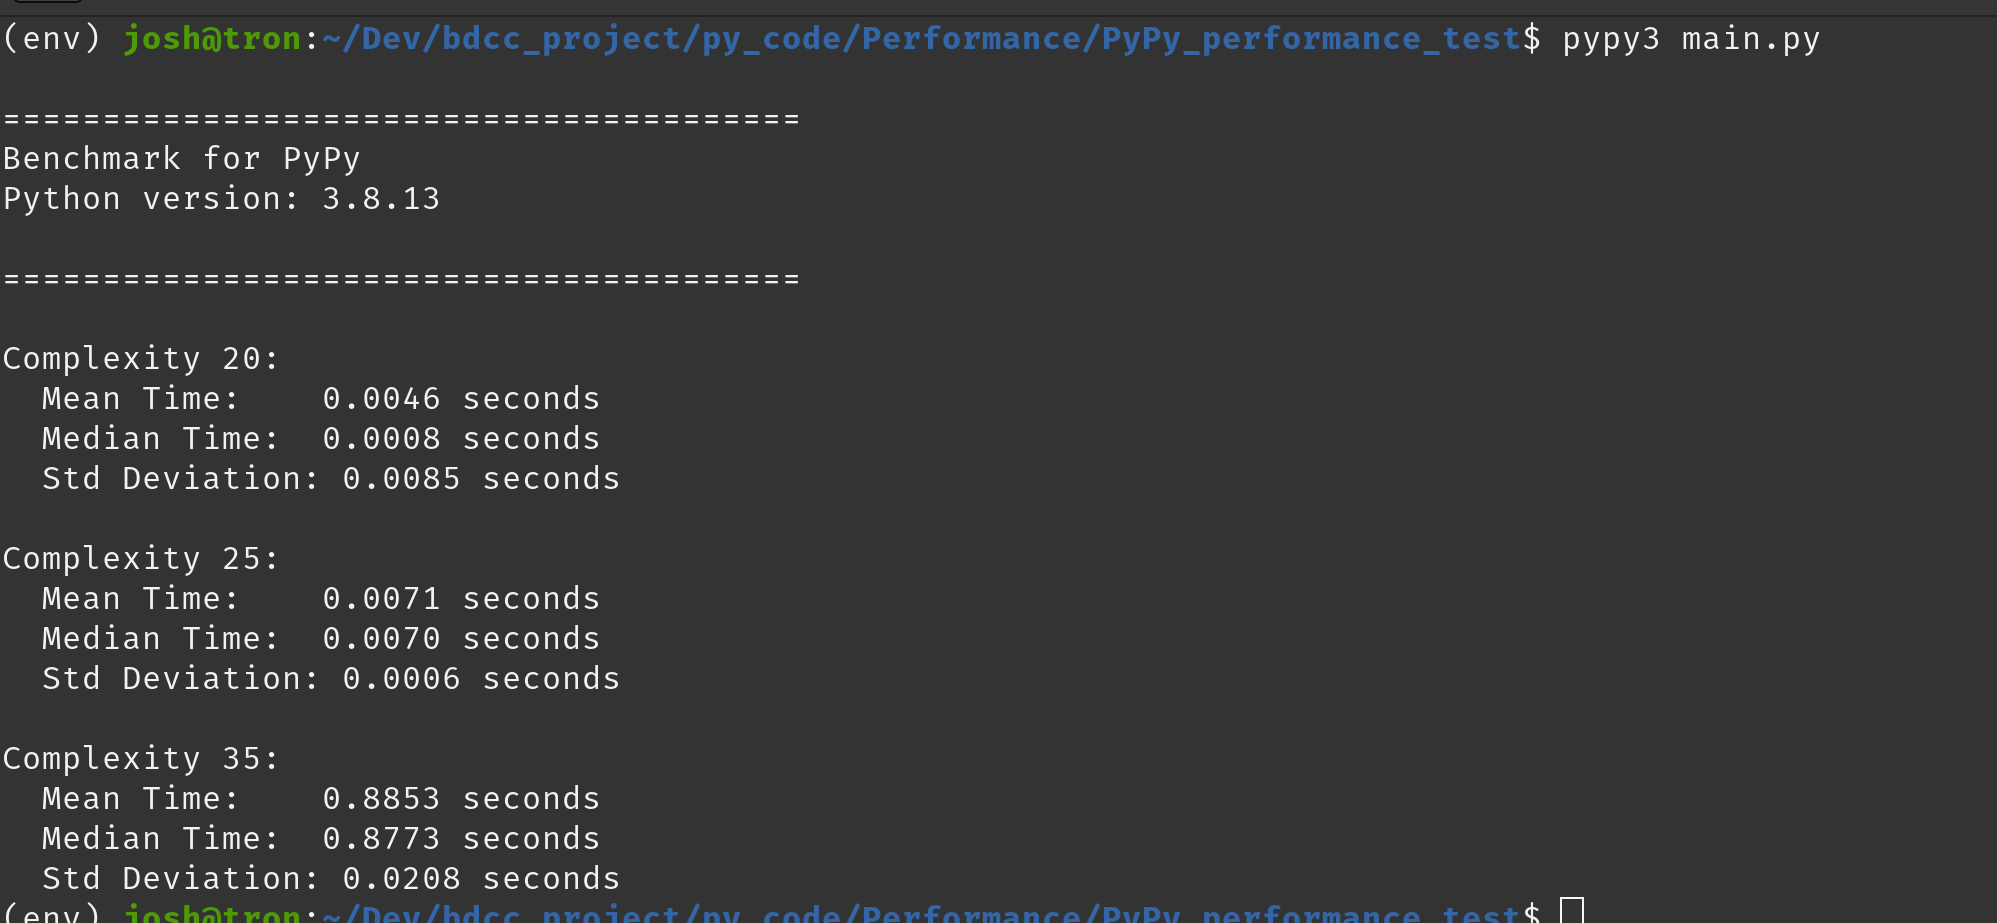 (env) josh@tron:~/Dev/bdcc_project/py_code/Performance/PyPy_performance_test$ pypy3 main.py
========================================
Benchmark for PyPy
Python version: 3.8.13
========================================
Complexity 20:
  Mean Time:    0.0046 seconds
  Median Time:  0.0008 seconds
  Std Deviation: 0.0085 seconds
Complexity 25:
  Mean Time:    0.0071 seconds
  Median Time:  0.0070 seconds
  Std Deviation: 0.0006 seconds
Complexity 35:
  Mean Time:    0.8853 seconds
  Median Time:  0.8773 seconds
  Std Deviation: 0.0208 seconds
(env) josh@tron:~/Dev/bdcc_project/py_code/Performance/PyPy_performance_test$